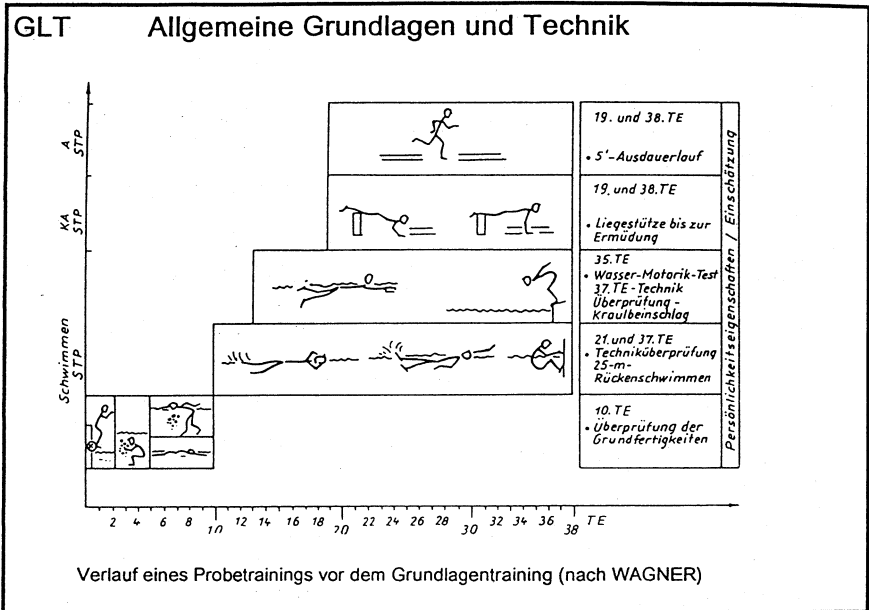 GLT Allgemeine Grundlagen und Technik
A
STP
19. und 38. TE
• 5'-Ausdauerlauf
KA
STP
19. und 38. TE
• Liegestütze bis zur
Ermüdung
35. TE
• Wasser-Motorik-Test
37. TE - Technik
Überprüfung -
Kraulbeinschlag
Schwimmen
STP
21. und 37. TE
• Techniküberprüfung
25-m-
Rückenschwimmen
10. TE
• Überprüfung der
Grundfertigkeiten
Persönlichkeitseigenschaften / Einschätzung
2 4 6 8 10 12 14 16 18 20 22 24 26 28 30 32 34 36 38 TE
Verlauf eines Probetrainings vor dem Grundlagentraining (nach WAGNER)